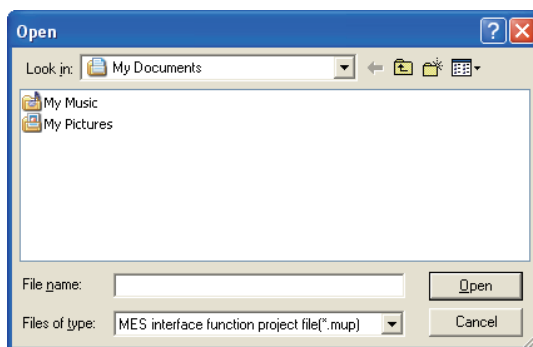 Open
Look in: My Documents
My Music
My Pictures
File name: Open
Files of type: MES interface function project file(*.mup) Cancel